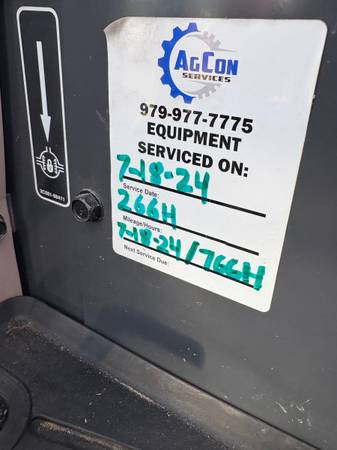 AGCON
SERVICES
979-977-7775
EQUIPMENT
SERVICED ON:
7-18-24
Service Date:
266H
Mileage/Hours:
7-18-24/766H
Next Service Due: